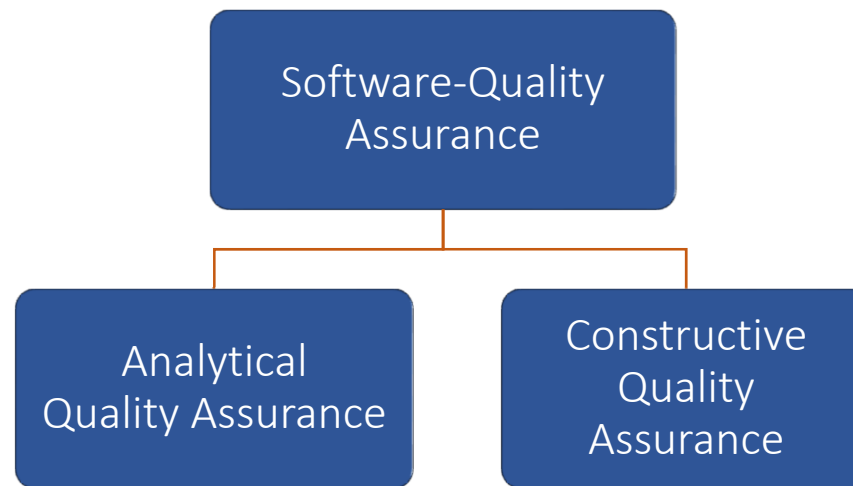 Software-Quality
Assurance
Analytical
Quality Assurance
Constructive
Quality
Assurance